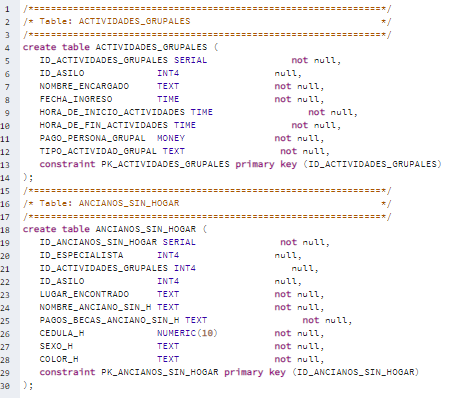 1 /*==============================================================*/
2 /* Table: ACTIVIDADES_GRUPALES */
3 /*==============================================================*/
4 create table ACTIVIDADES_GRUPALES (
5 ID_ACTIVIDADES_GRUPALES SERIAL not null,
6 ID_ASILO INT4 null,
7 NOMBRE_ENCARGADO TEXT not null,
8 FECHA_INGRESO TIME not null,
9 HORA_DE_INICIO_ACTIVIDADES TIME not null,
10 HORA_DE_FIN_ACTIVIDADES TIME not null,
11 PAGO_PERSONA_GRUPAL MONEY not null,
12 TIPO_ACTIVIDAD_GRUPAL TEXT not null,
13 constraint PK_ACTIVIDADES_GRUPALES primary key (ID_ACTIVIDADES_GRUPALES)
14 );
15 /*==============================================================*/
16 /* Table: ANCIANOS_SIN_HOGAR */
17 /*==============================================================*/
18 create table ANCIANOS_SIN_HOGAR (
19 ID_ANCIANOS_SIN_HOGAR SERIAL not null,
20 ID_ESPECIALISTA INT4 null,
21 ID_ACTIVIDADES_GRUPALES INT4 null,
22 ID_ASILO INT4 null,
23 LUGAR_ENCONTRADO TEXT not null,
24 NOMBRE_ANCIANO_SIN_H TEXT not null,
25 PAGOS_BECAS_ANCIANO_SIN_H TEXT not null,
26 CEDULA_H NUMERIC(10) not null,
27 SEXO_H TEXT not null,
28 COLOR_H TEXT not null,
29 constraint PK_ANCIANOS_SIN_HOGAR primary key (ID_ANCIANOS_SIN_HOGAR)
30 );